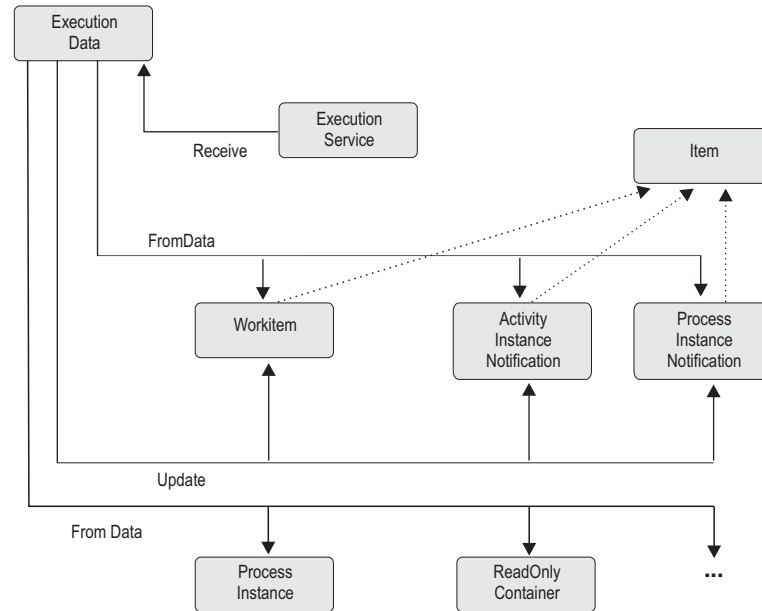 Execution
Data
Execution
Service
Receive
Item
FromData
Workitem
Activity
Instance
Notification
Process
Instance
Notification
Update
From Data
Process
Instance
ReadOnly
Container
...